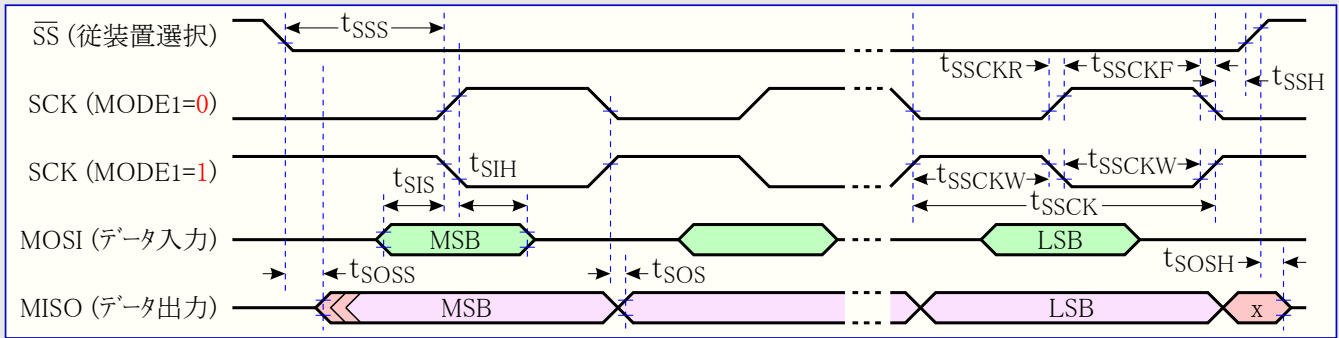 S̅S̅ (従装置選択)
tSSS
tSSCKR
tSSCKF
tSSH
SCK (MODE1=0)
SCK (MODE1=1)
tSIS
tSIH
tSSCKW
tSSCKW
tSSCK
MOSI (データ入力)
MSB
LSB
tSOSS
tSOS
tSOSH
MISO (データ出力)
MSB
LSB
x